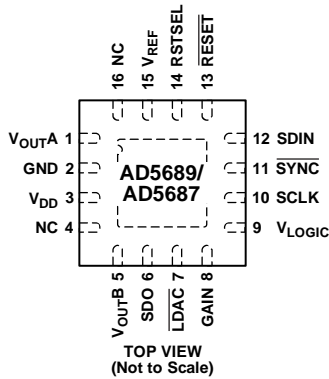 16 NC
15 VREF
14 RSTSEL
13 RESET
VOUTA 1
GND 2
VDD 3
NC 4
AD5689/
AD5687
12 SDIN
11 SYNC
10 SCLK
9 VLOGIC
VOUTB 5
SDO 6
LDAC 7
GAIN 8
TOP VIEW
(Not to Scale)